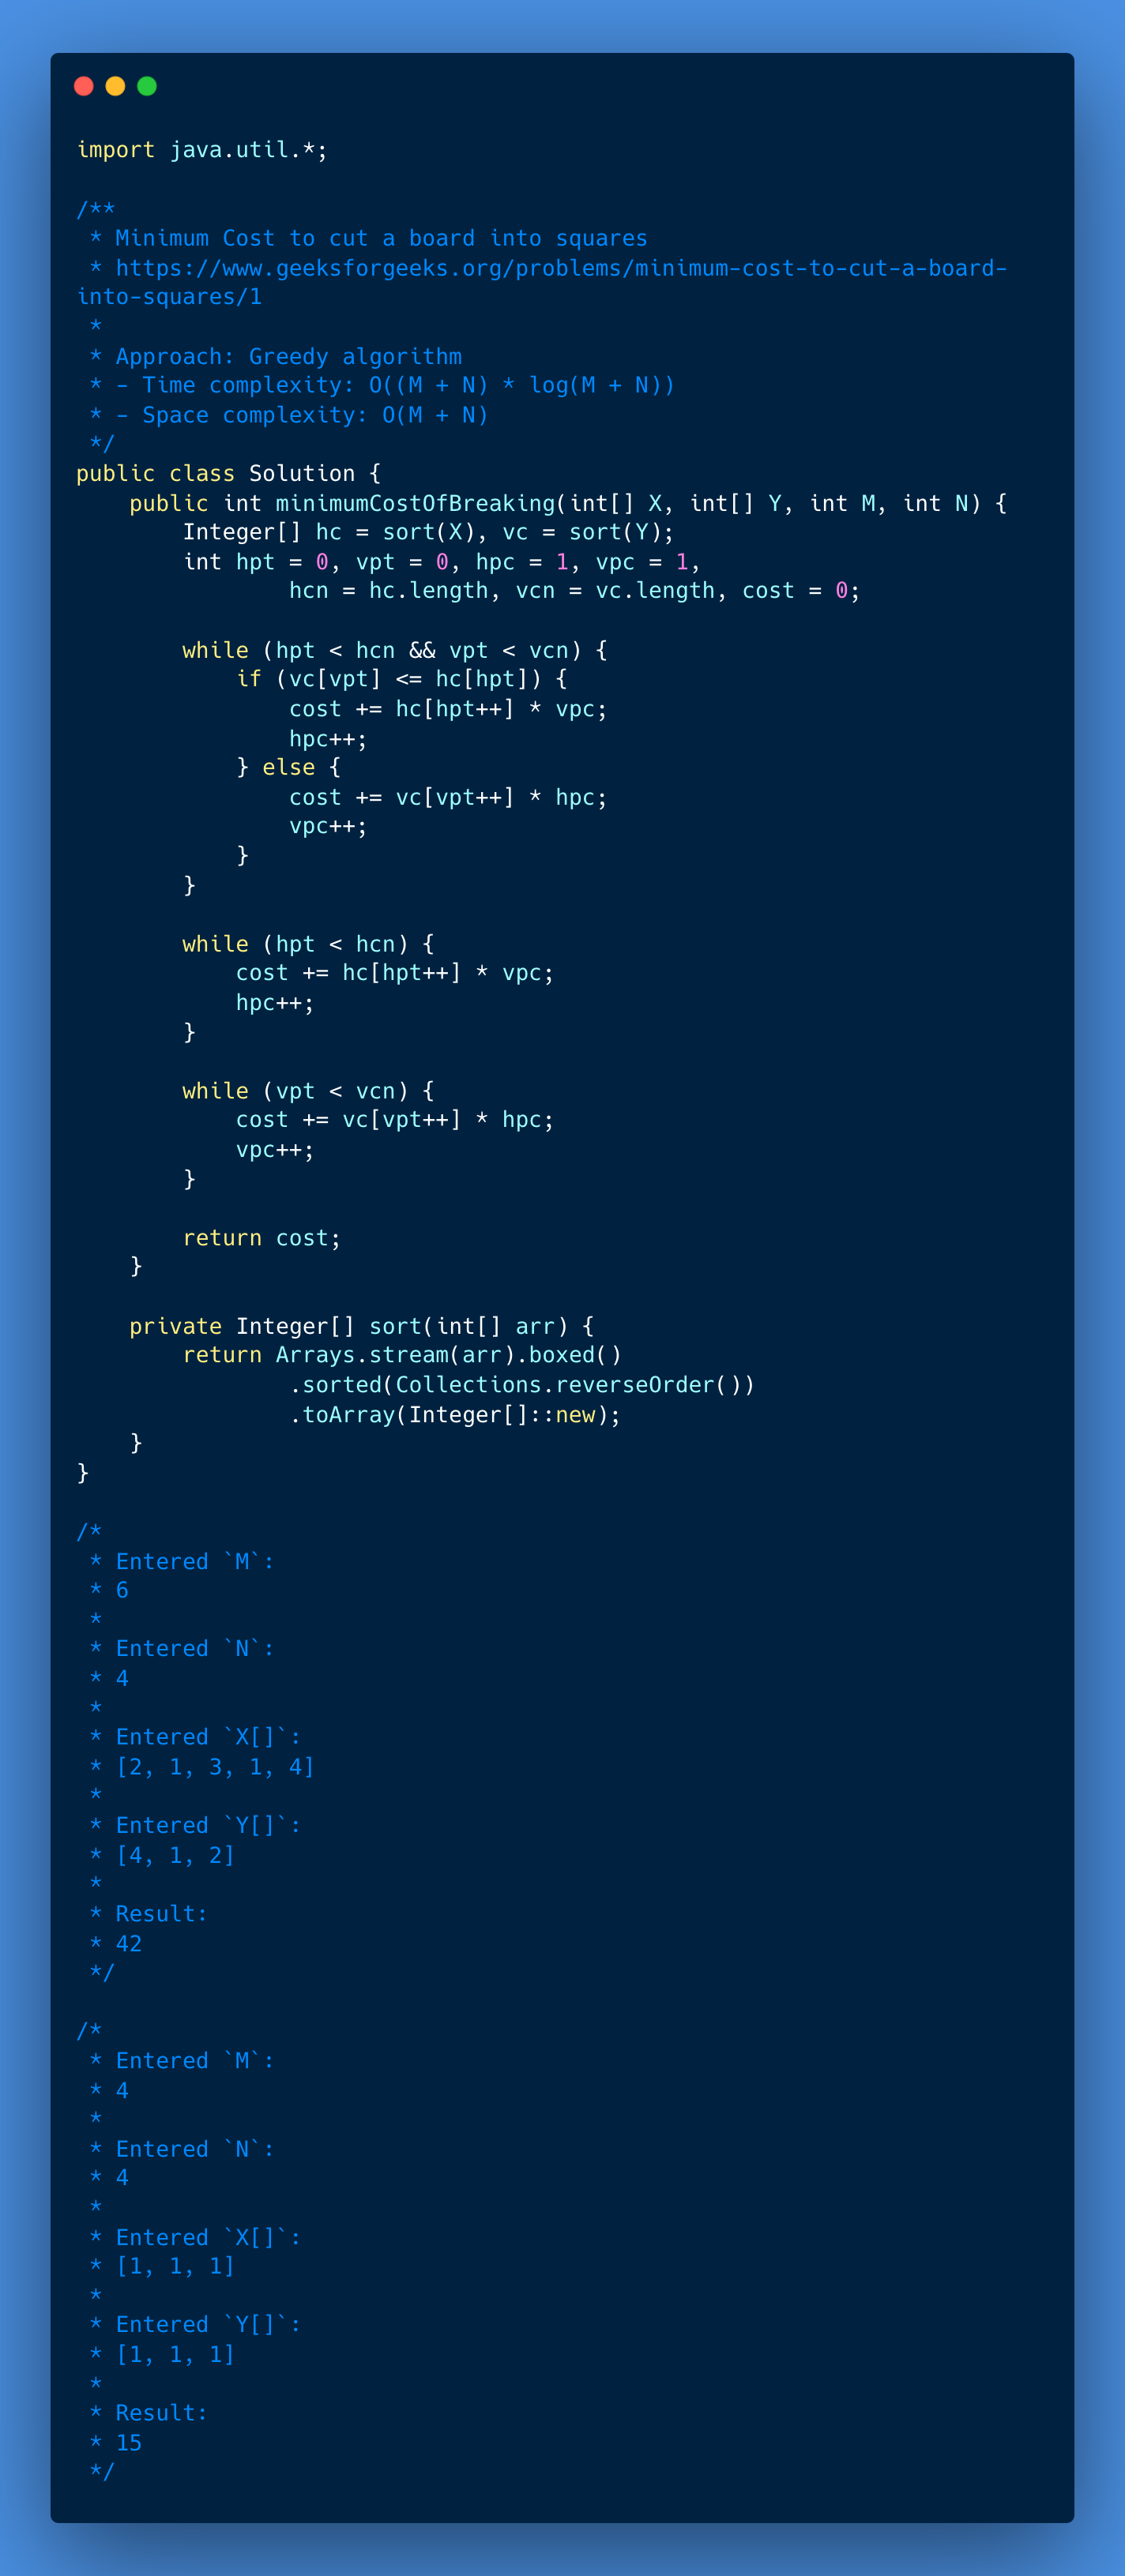 import java.util.*;

/**
 * Minimum Cost to cut a board into squares
 * https://www.geeksforgeeks.org/problems/minimum-cost-to-cut-a-board-
into-squares/1
 *
 * Approach: Greedy algorithm
 * - Time complexity: O((M + N) * log(M + N))
 * - Space complexity: O(M + N)
 */
public class Solution {
    public int minimumCostOfBreaking(int[] X, int[] Y, int M, int N) {
        Integer[] hc = sort(X), vc = sort(Y);
        int hpt = 0, vpt = 0, hpc = 1, vpc = 1,
                hcn = hc.length, vcn = vc.length, cost = 0;

        while (hpt < hcn && vpt < vcn) {
            if (vc[vpt] <= hc[hpt]) {
                cost += hc[hpt++] * vpc;
                hpc++;
            } else {
                cost += vc[vpt++] * hpc;
                vpc++;
            }
        }

        while (hpt < hcn) {
            cost += hc[hpt++] * vpc;
            hpc++;
        }

        while (vpt < vcn) {
            cost += vc[vpt++] * hpc;
            vpc++;
        }

        return cost;
    }

    private Integer[] sort(int[] arr) {
        return Arrays.stream(arr).boxed()
                .sorted(Collections.reverseOrder())
                .toArray(Integer[]::new);
    }
}

/*
 * Entered `M`:
 * 6
 *
 * Entered `N`:
 * 4
 *
 * Entered `X[]`:
 * [2, 1, 3, 1, 4]
 *
 * Entered `Y[]`:
 * [4, 1, 2]
 *
 * Result:
 * 42
 */

/*
 * Entered `M`:
 * 4
 *
 * Entered `N`:
 * 4
 *
 * Entered `X[]`:
 * [1, 1, 1]
 *
 * Entered `Y[]`:
 * [1, 1, 1]
 *
 * Result:
 * 15
 */